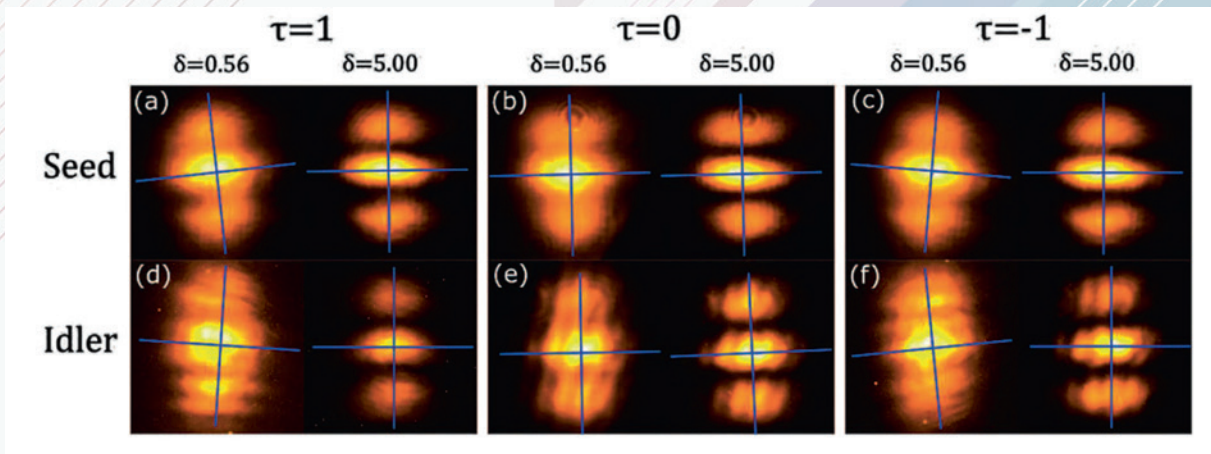 τ=1 τ=0 τ=-1
δ=0.56 δ=5.00 δ=0.56 δ=5.00 δ=0.56 δ=5.00
Seed (a) (b) (c)
Idler (d) (e) (f)